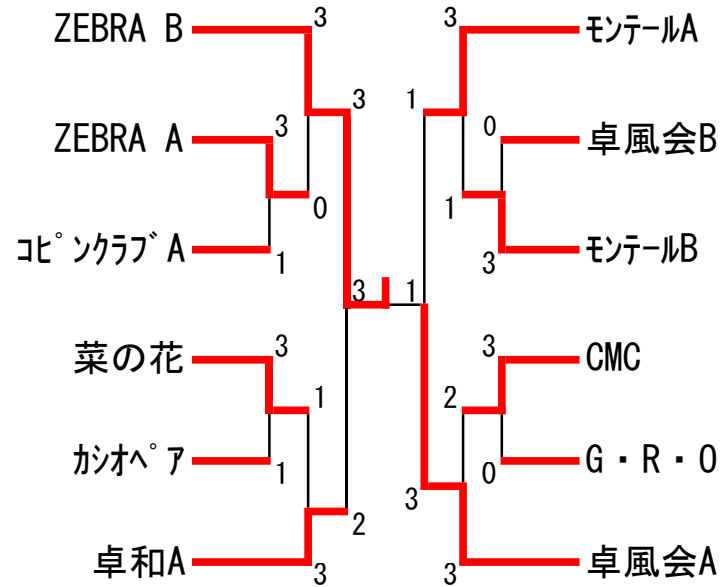 ZEBRA B 3 3 モンテールA
3 1
ZEBRA A 3 0 卓風会B
0 1
コピンクラブA 1 3 モンテールB
3 1
菜の花 3 3 CMC
1 2
カシオペア 1 0 G・R・O
2 3
卓和A 3 3 卓風会A